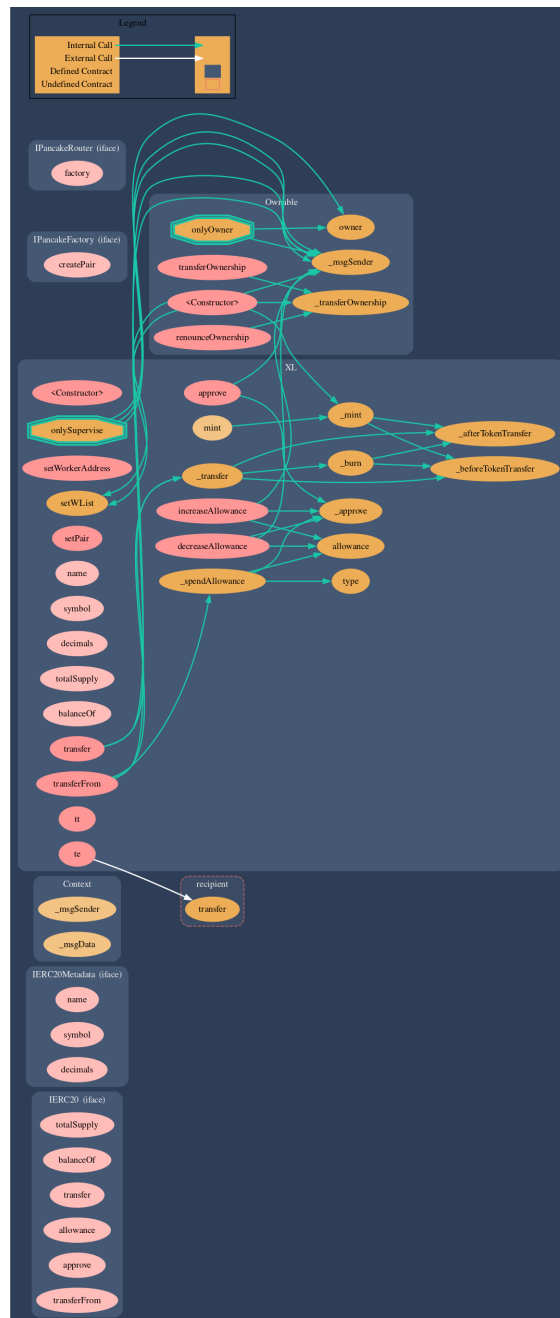 Legend
Internal Call
External Call
Defined Contract
Undefined Contract
IPancakeRouter (iface)
factory
IPancakeFactory (iface)
createPair
Ownable
onlyOwner
owner
_msgSender
transferOwnership
<Constructor>
_transferOwnership
renounceOwnership
XL
<Constructor>
onlySupervise
setWorkerAddress
setWList
setPair
name
symbol
decimals
totalSupply
balanceOf
transfer
transferFrom
tt
te
approve
mint
_transfer
increaseAllowance
decreaseAllowance
_spendAllowance
_mint
_burn
_approve
allowance
type
_afterTokenTransfer
_beforeTokenTransfer
Context
_msgSender
_msgData
recipient
transfer
IERC20Metadata (iface)
name
symbol
decimals
IERC20 (iface)
totalSupply
balanceOf
transfer
allowance
approve
transferFrom